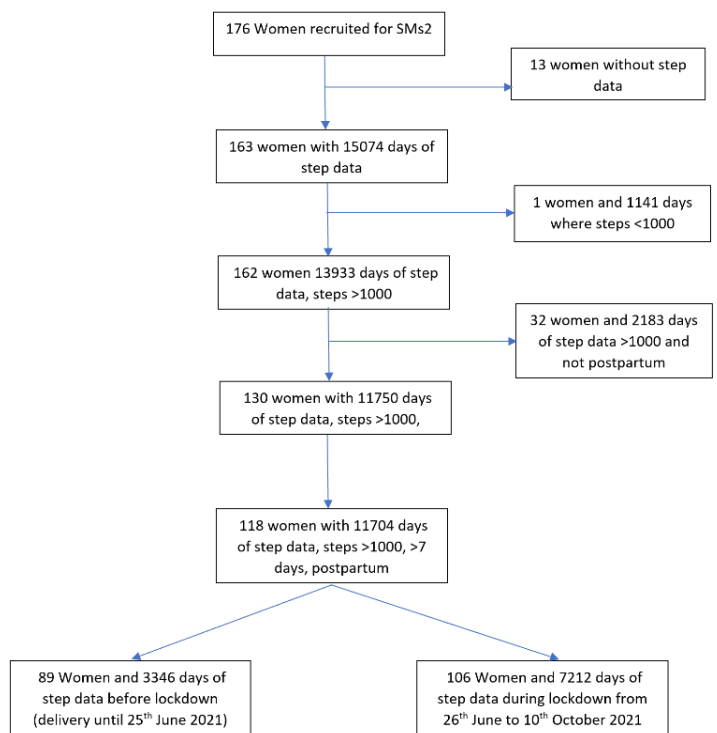 176 Women recruited for SMs2
13 women without step
data
163 women with 15074 days of
step data
1 women and 1141 days
where steps <1000
162 women 13933 days of step
data, steps >1000
32 women and 2183 days
of step data >1000 and
not postpartum
130 women with 11750 days
of step data, steps >1000,
118 women with 11704 days
of step data, steps >1000, >7
days, postpartum
89 Women and 3346 days of
step data before lockdown
(delivery until 25th June 2021)
106 Women and 7212 days of
step data during lockdown from
26th June to 10th October 2021